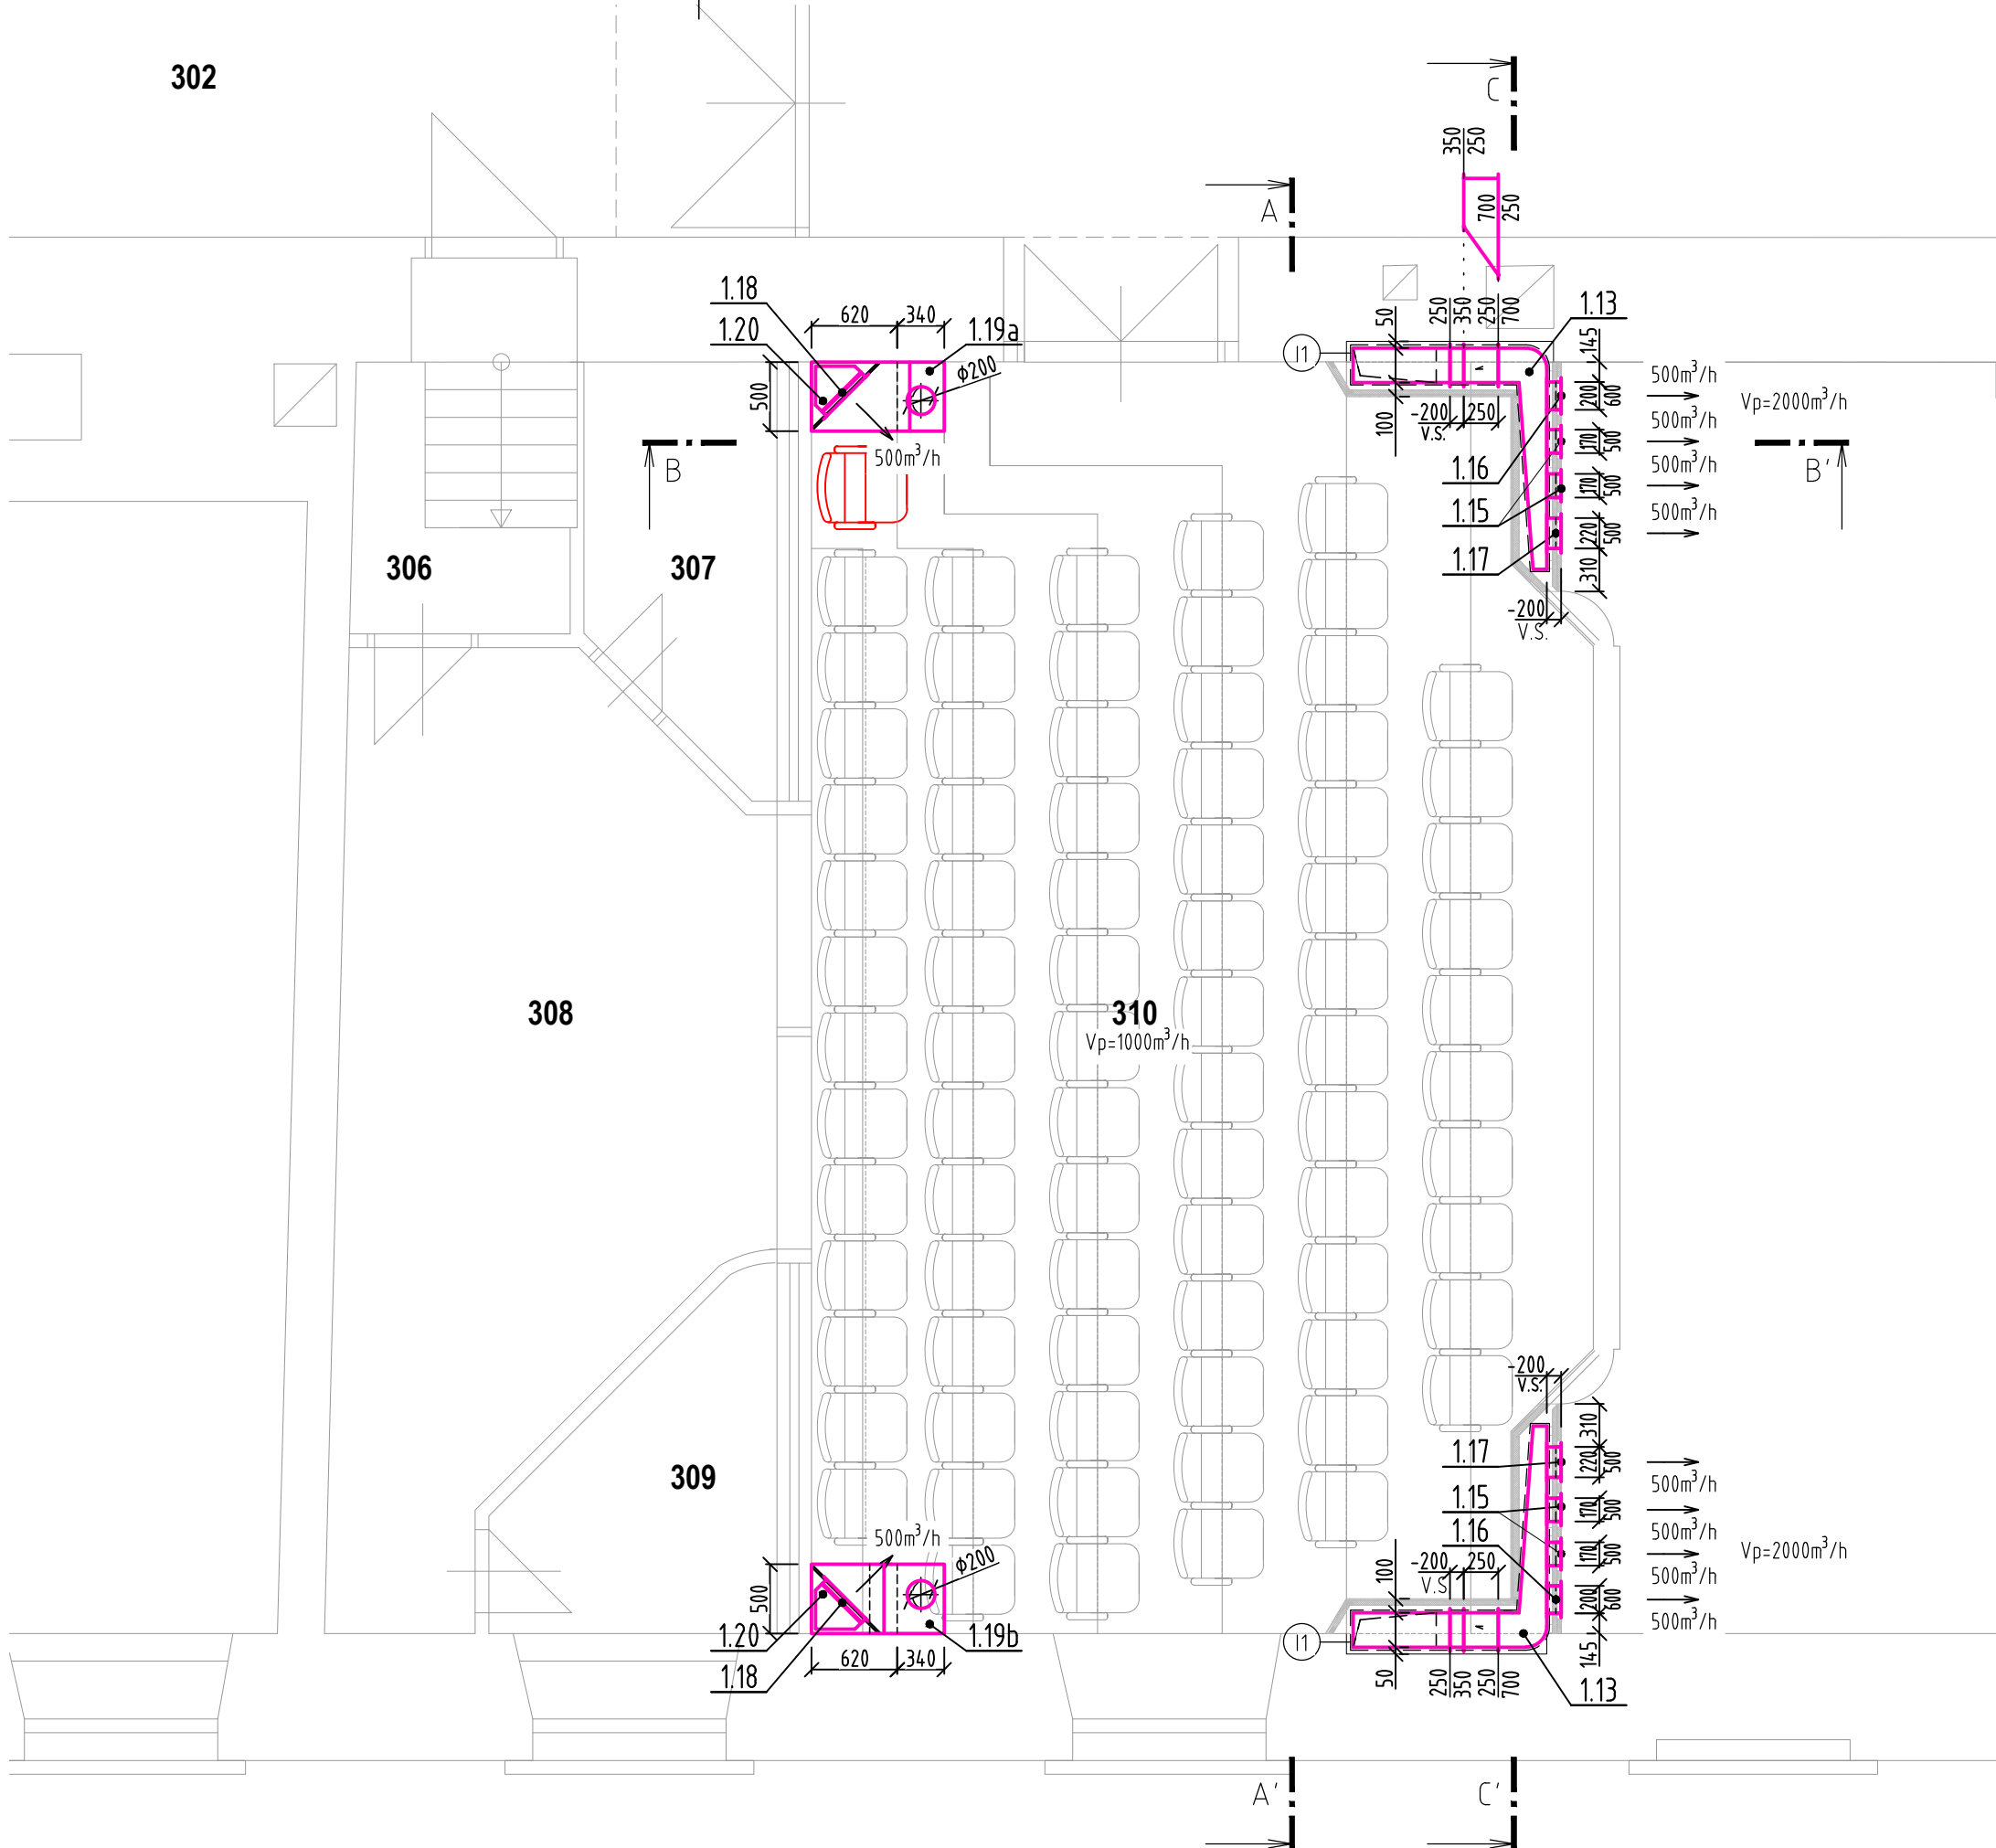 302
C
350
250
A
700
250
1.18
1.20
620
340
1.19a
ϕ200
500
500m³/h
B
I1
50
100
250
350
250
700
1.13
145
-200
V.S.
250
200
600
170
500
170
500
220
500
310
500m³/h
500m³/h
500m³/h
500m³/h
Vp=2000m³/h
1.16
1.15
1.17
B'
-200
V.S.
306
307
308
310
Vp=1000m³/h
309
-200
V.S.
310
220
500
170
500
170
500
200
600
145
1.17
1.15
1.16
500m³/h
500m³/h
500m³/h
500m³/h
Vp=2000m³/h
100
-200
V.S
250
I1
50
250
350
250
700
1.13
500m³/h
ϕ200
500
1.20
1.18
620
340
1.19b
A'
C'